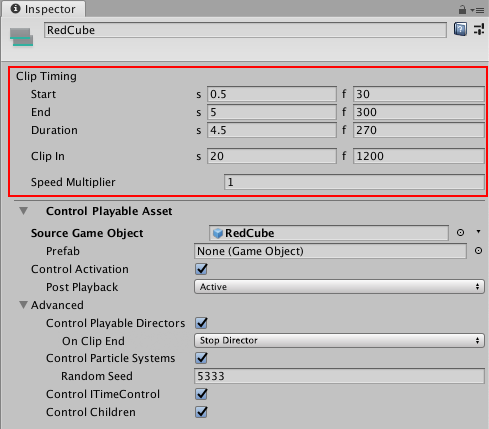 Inspector
RedCube
Clip Timing
Start s 0.5 f 30
End s 5 f 300
Duration s 4.5 f 270
Clip In s 20 f 1200
Speed Multiplier 1
Control Playable Asset
Source Game Object RedCube
Prefab None (Game Object)
Control Activation
Post Playback Active
Advanced
Control Playable Directors
On Clip End Stop Director
Control Particle Systems
Random Seed 5333
Control ITimeControl
Control Children